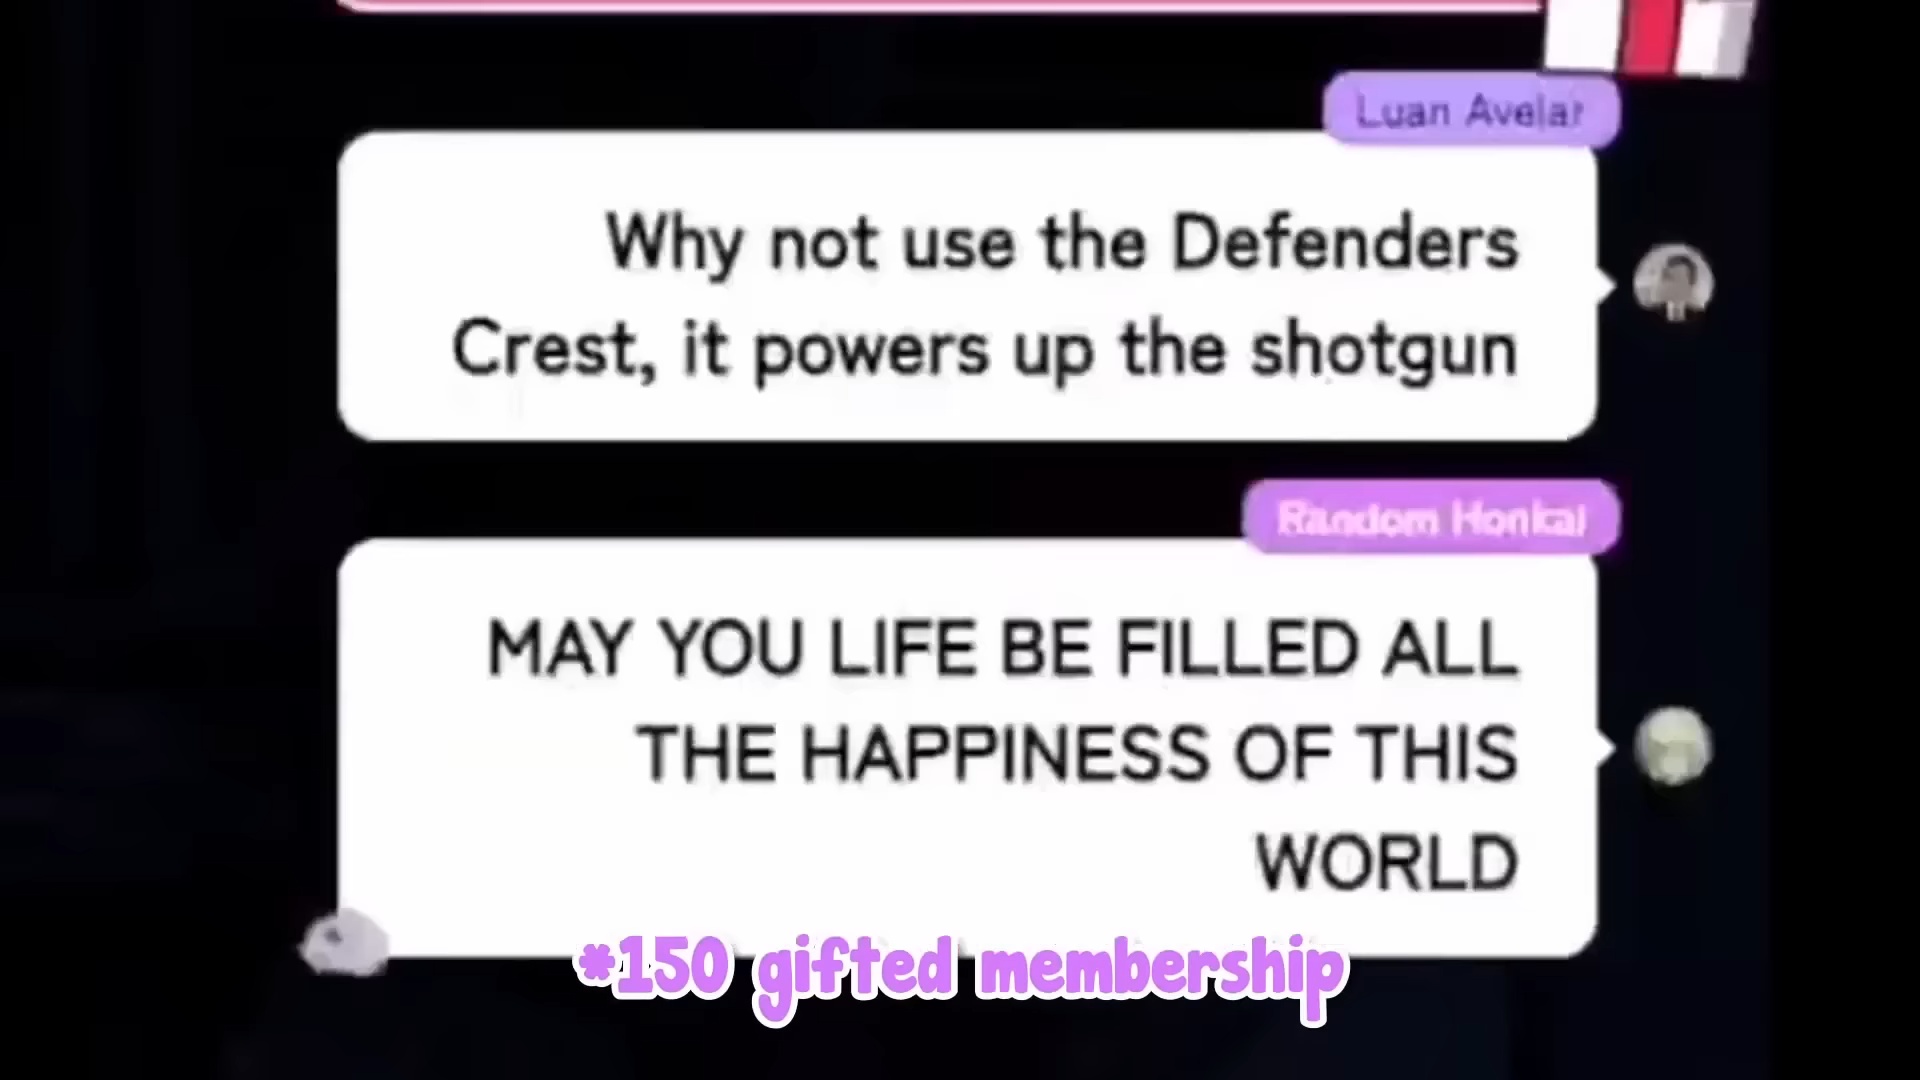 Luan Avelar
Why not use the Defenders
Crest, it powers up the shotgun
Random Honkai
MAY YOU LIFE BE FILLED ALL
THE HAPPINESS OF THIS
WORLD
*150 gifted membership